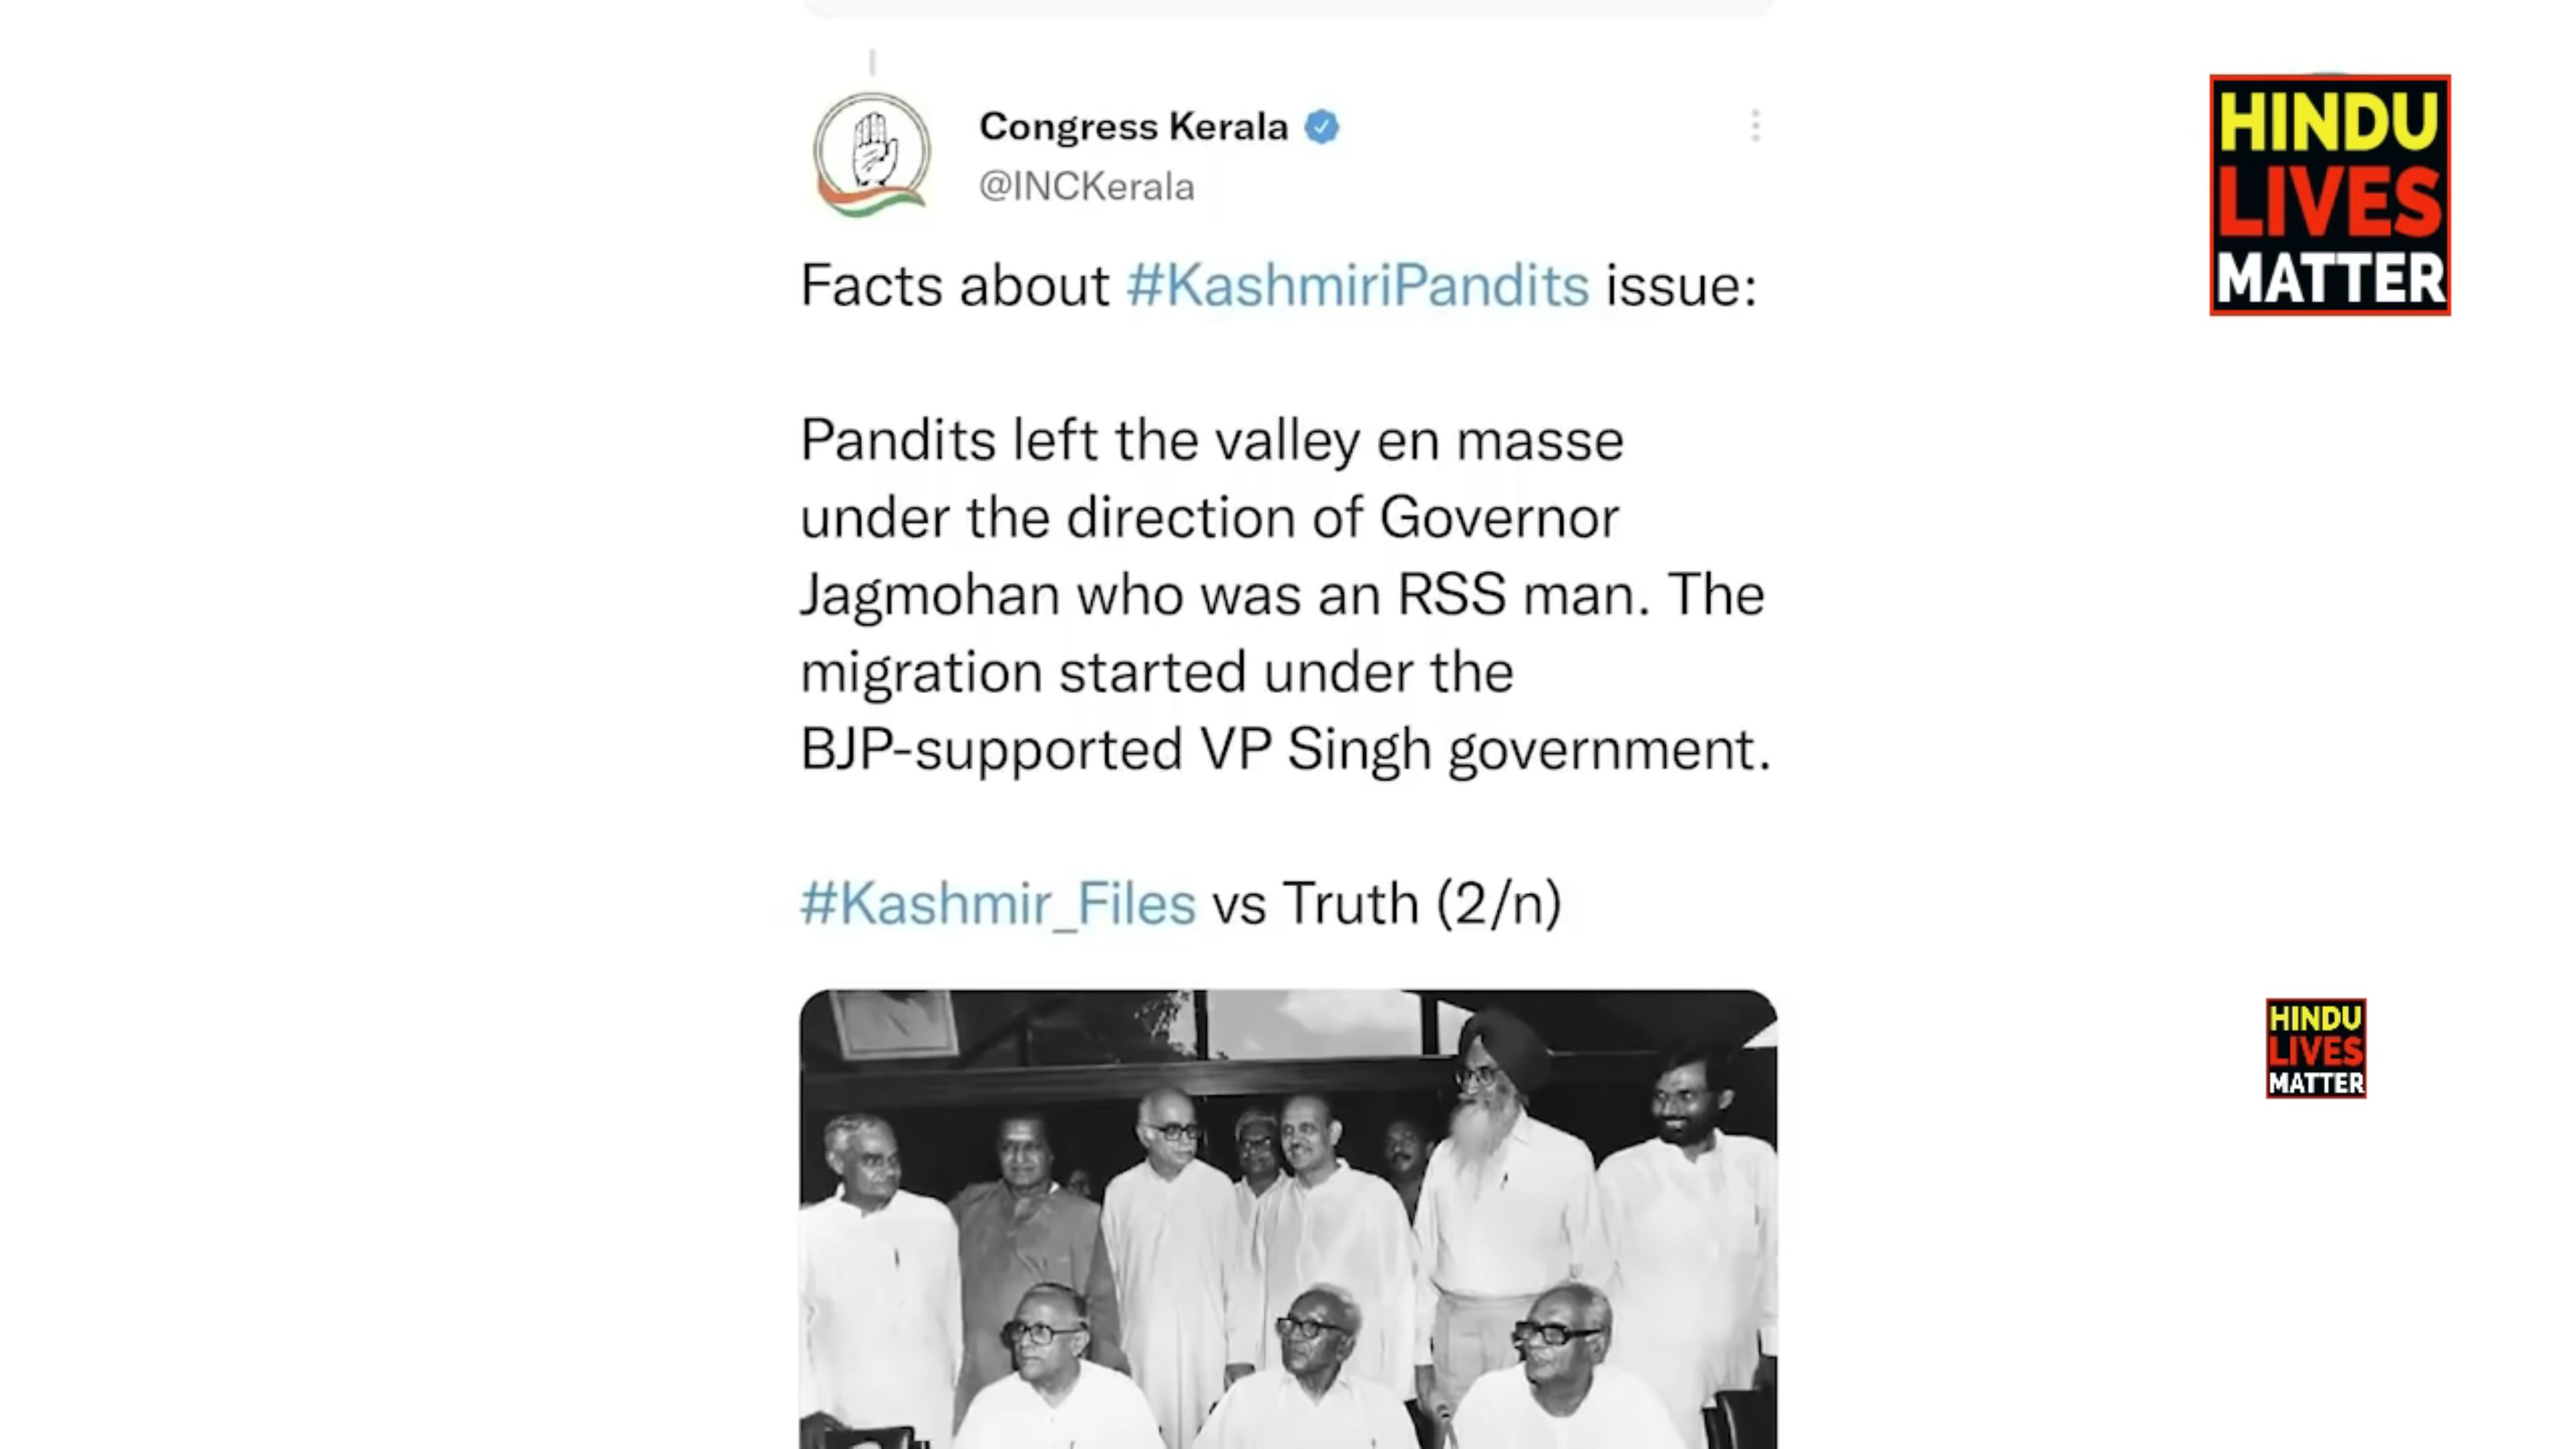 Congress Kerala
@INCKerala
Facts about #KashmiriPandits issue:
Pandits left the valley en masse
under the direction of Governor
Jagmohan who was an RSS man. The
migration started under the
BJP-supported VP Singh government.
#Kashmir_Files vs Truth (2/n)
HINDU
LIVES
MATTER
HINDU
LIVES
MATTER